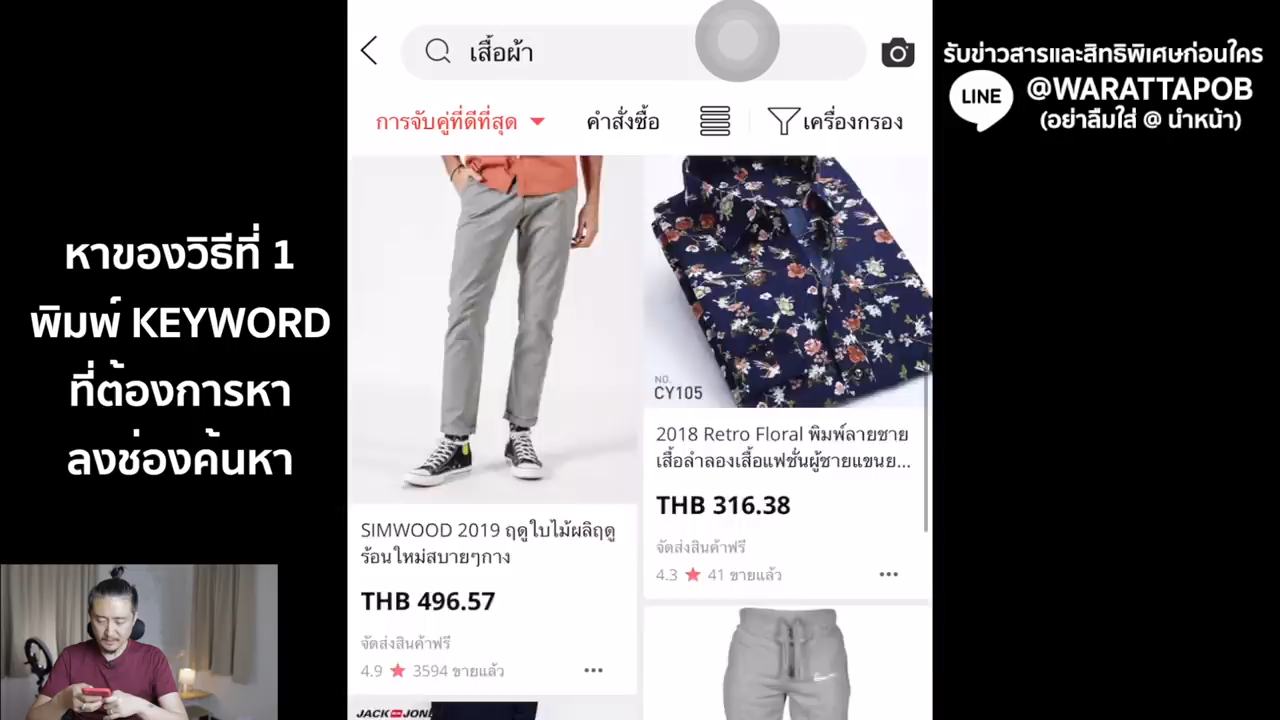 หาของวิธีที่ 1
พิมพ์ KEYWORD
ที่ต้องการหา
ลงช่องค้นหา
เสื้อผ้า
การจับคู่ที่ดีที่สุด
คำสั่งซื้อ
เครื่องกรอง
SIMWOOD 2019 ฤดูใบไม้ผลิฤดู
ร้อนใหม่สบายๆกาง
THB 496.57
จัดส่งสินค้าฟรี
4.9 ★ 3594 ขายแล้ว
JACK JONES
NO.
CY105
2018 Retro Floral พิมพ์ลายชาย
เสื้อลำลองเสื้อแฟชั่นผู้ชายแขนย...
THB 316.38
จัดส่งสินค้าฟรี
4.3 ★ 41 ขายแล้ว
รับข่าวสารและสิทธิพิเศษก่อนใคร
LINE
@WARATTAPOB
(อย่าลืมใส่ @ นำหน้า)